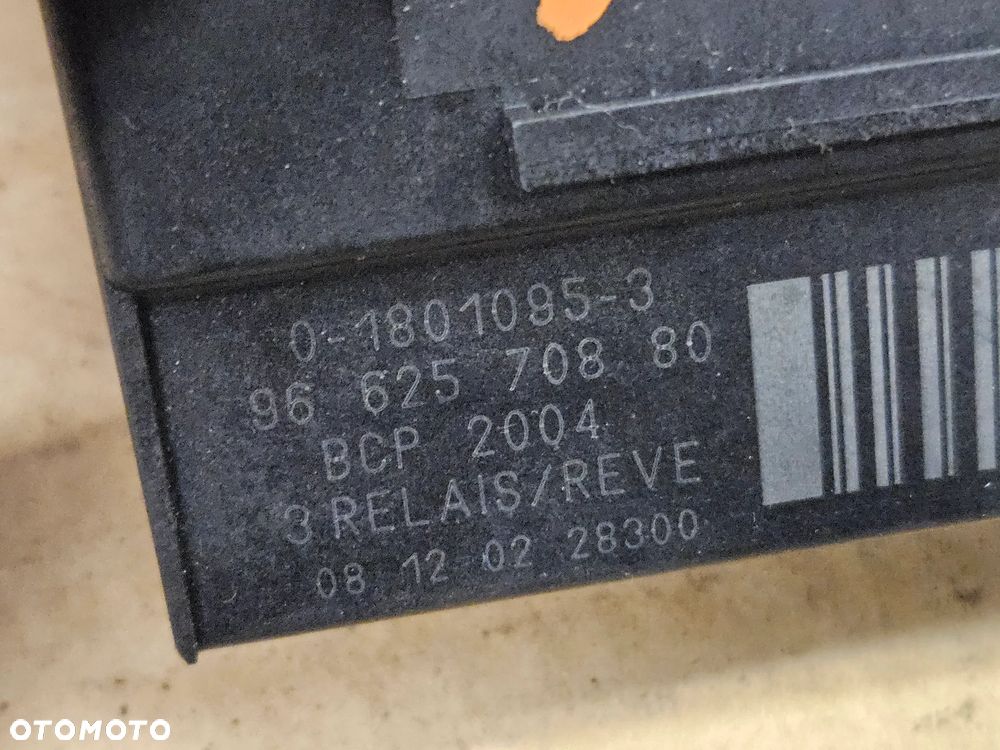 0-1801095-3
96 625 708 80
BCP 2004
3 RELAIS/REVE
08 12 02 28300
OTOMOTO